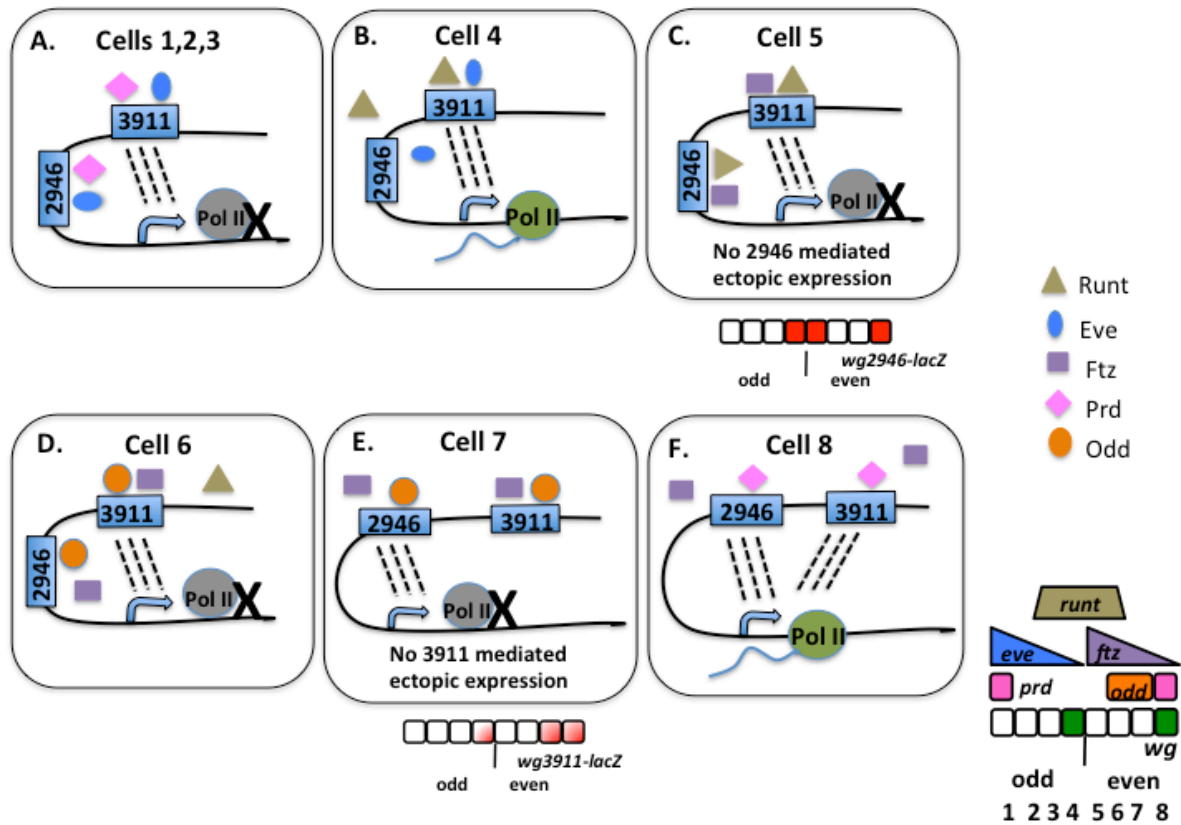 A. Cells 1,2,3
3911
2946
Pol II X
B. Cell 4
3911
2946
Pol II
C. Cell 5
3911
2946
Pol II X
No 2946 mediated
ectopic expression
wg2946-lacZ
odd even
Runt
Eve
Ftz
Prd
Odd
D. Cell 6
3911
2946
Pol II X
E. Cell 7
2946 3911
Pol II X
No 3911 mediated
ectopic expression
wg3911-lacZ
odd even
F. Cell 8
2946 3911
Pol II
runt
eve ftz
prd odd
wg
odd even
1 2 3 4 5 6 7 8